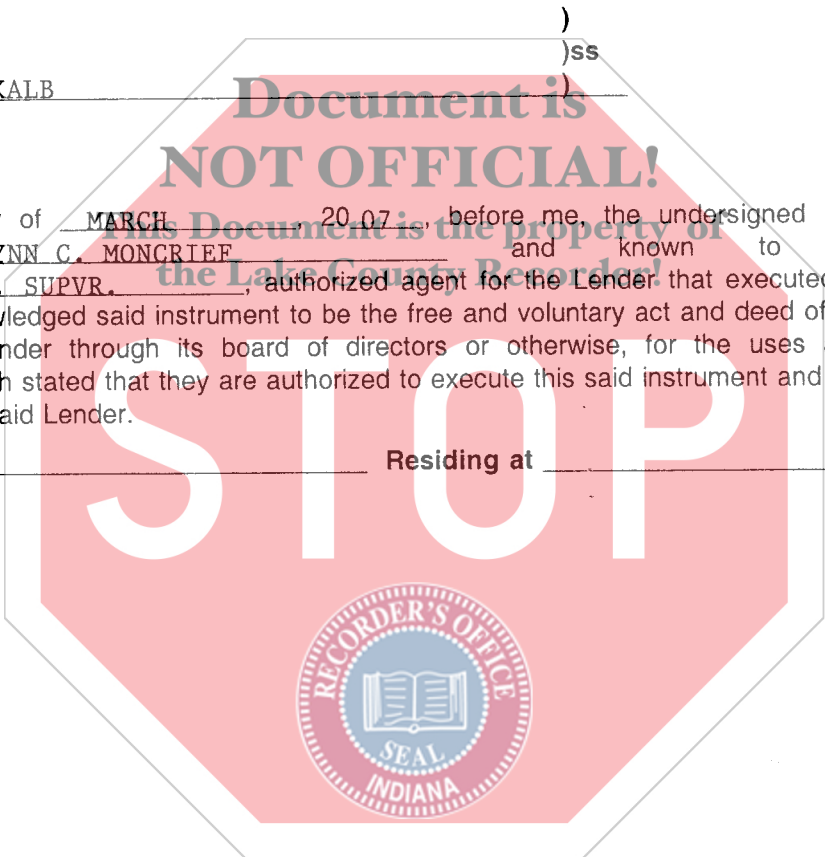 )
)ss
KALB )
Document is
NOT OFFICIAL!
This Document is the property of
the Lake County Recorder!
of MARCH , 20 07 , before me, the undersigned
NN C. MONCRIEF and known to
SUPVR. , authorized agent for the Lender that executed
ledged said instrument to be the free and voluntary act and deed of
nder through its board of directors or otherwise, for the uses
h stated that they are authorized to execute this said instrument and
aid Lender.
Residing at
STOP
RECORDER'S OFFICE
SEAL
INDIANA